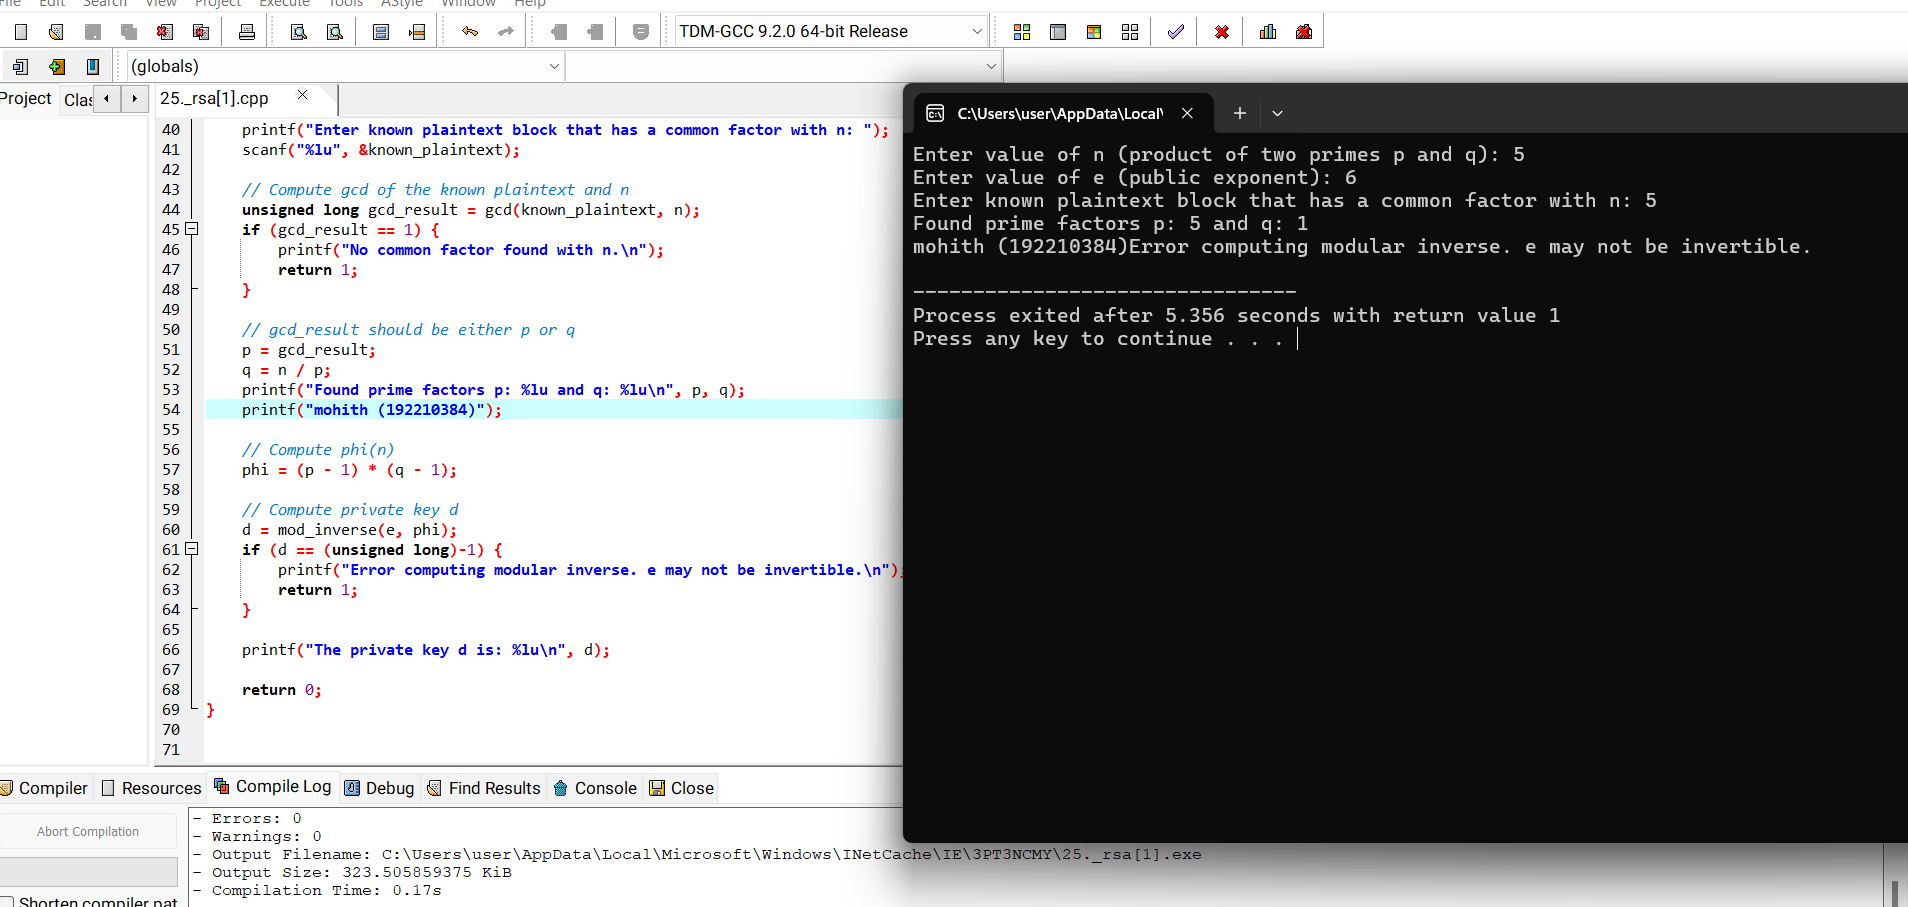 File Edit Search View Project Execute Tools AStyle Window Help
TDM-GCC 9.2.0 64-bit Release
(globals)
Project Clas
25._rsa[1].cpp
40 printf("Enter known plaintext block that has a common factor with n: ");
41 scanf("%lu", &known_plaintext);
42
43 // Compute gcd of the known plaintext and n
44 unsigned long gcd_result = gcd(known_plaintext, n);
45 if (gcd_result == 1) {
46 printf("No common factor found with n.\n");
47 return 1;
48 }
49
50 // gcd_result should be either p or q
51 p = gcd_result;
52 q = n / p;
53 printf("Found prime factors p: %lu and q: %lu\n", p, q);
54 printf("mohith (192210384)");
55
56 // Compute phi(n)
57 phi = (p - 1) * (q - 1);
58
59 // Compute private key d
60 d = mod_inverse(e, phi);
61 if (d == (unsigned long)-1) {
62 printf("Error computing modular inverse. e may not be invertible.\n");
63 return 1;
64 }
65
66 printf("The private key d is: %lu\n", d);
67
68 return 0;
69 }
70
71
C:\Users\user\AppData\Local\
Enter value of n (product of two primes p and q): 5
Enter value of e (public exponent): 6
Enter known plaintext block that has a common factor with n: 5
Found prime factors p: 5 and q: 1
mohith (192210384)Error computing modular inverse. e may not be invertible.
--------------------------------
Process exited after 5.356 seconds with return value 1
Press any key to continue . . .
Compiler Resources Compile Log Debug Find Results Console Close
Abort Compilation
Shorten compiler pat
- Errors: 0
- Warnings: 0
- Output Filename: C:\Users\user\AppData\Local\Microsoft\Windows\INetCache\IE\3PT3NCMY\25._rsa[1].exe
- Output Size: 323.505859375 KiB
- Compilation Time: 0.17s